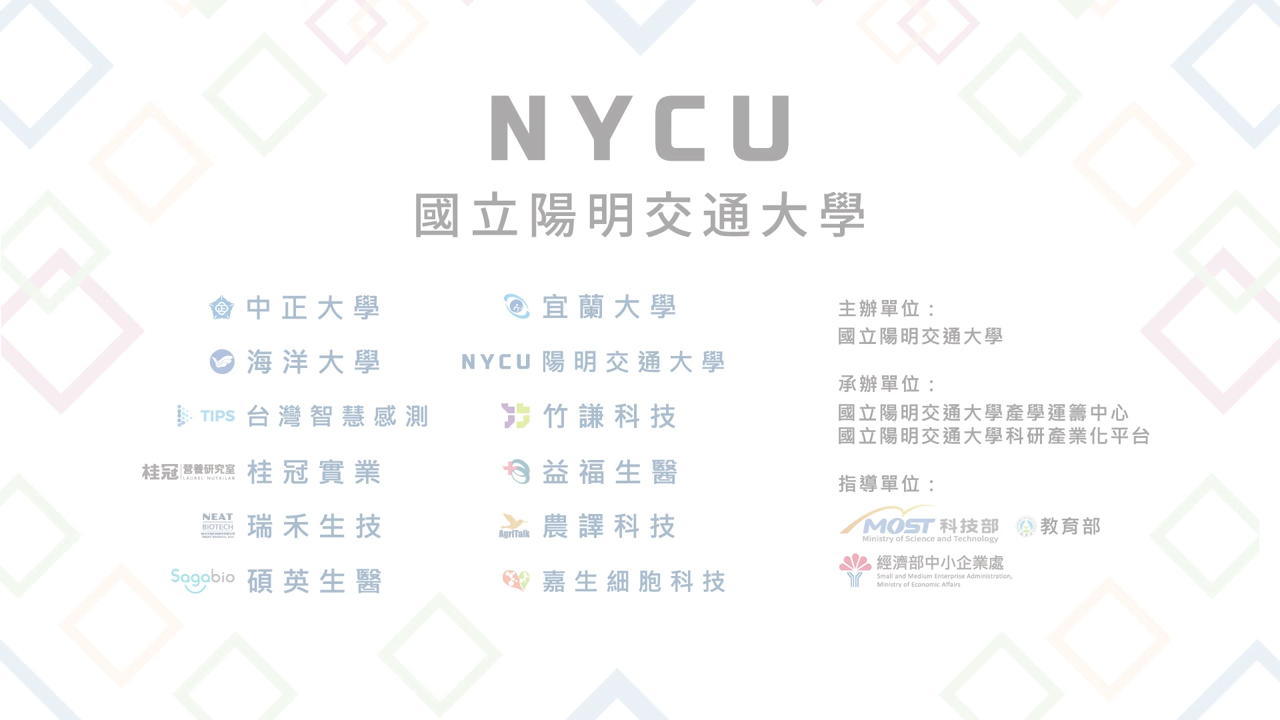 NYCU
國立陽明交通大學
中正大學
宜蘭大學
海洋大學
NYCU 陽明交通大學
TIPS 台灣智慧感測
竹謙科技
桂冠 營養研究室 LAUREL NUTRILAB 桂冠實業
益福生醫
NEAT BIOTECH 瑞禾生技
AgriTalk 農譯科技
Sagabio 碩英生醫
嘉生細胞科技
主辦單位：
國立陽明交通大學
承辦單位：
國立陽明交通大學產學運籌中心
國立陽明交通大學科研產業化平台
指導單位：
MOST 科技部 教育部
Ministry of Science and Technology
經濟部中小企業處
Small and Medium Enterprise Administration,
Ministry of Economic Affairs